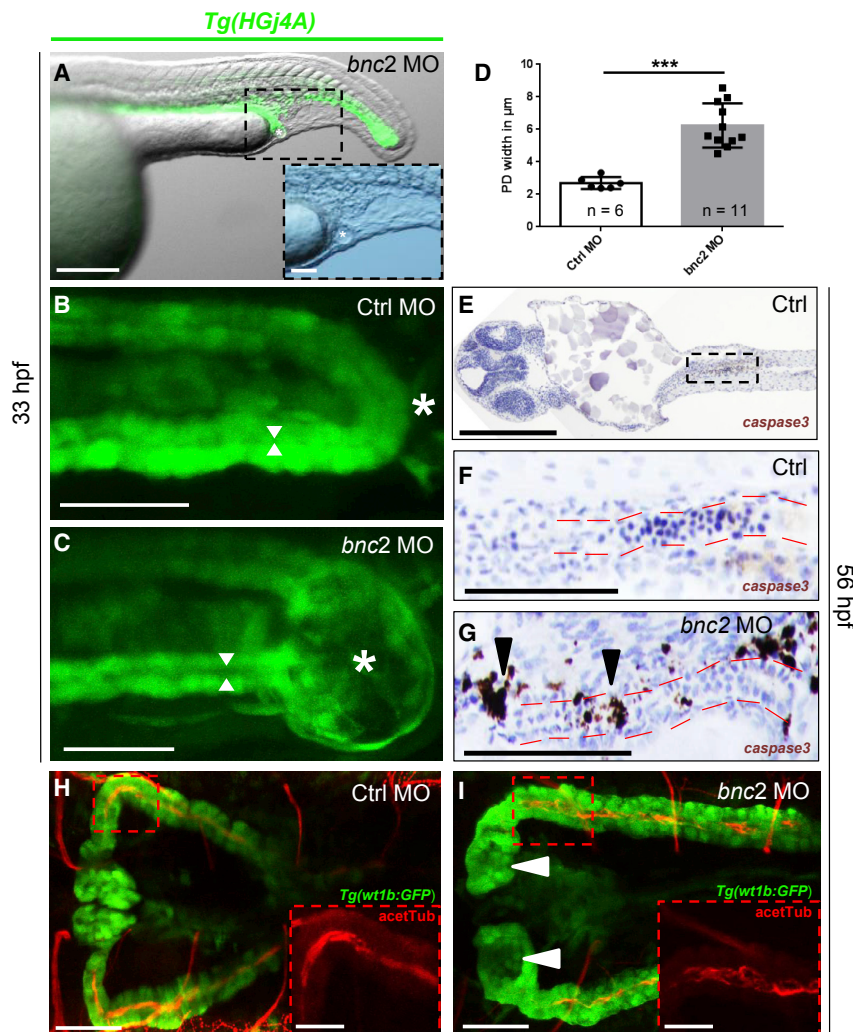 Tg(HGj4A)
A
bnc2 MO
*
*
33 hpf
B
Ctrl MO
*
C
bnc2 MO
*
D
***
PD width in µm
10
8
6
4
2
0
n = 6
n = 11
Ctrl MO
bnc2 MO
E
Ctrl
caspase3
F
Ctrl
caspase3
G
bnc2 MO
caspase3
56 hpf
H
Ctrl MO
Tg(wt1b:GFP)
acetTub
I
bnc2 MO
Tg(wt1b:GFP)
acetTub